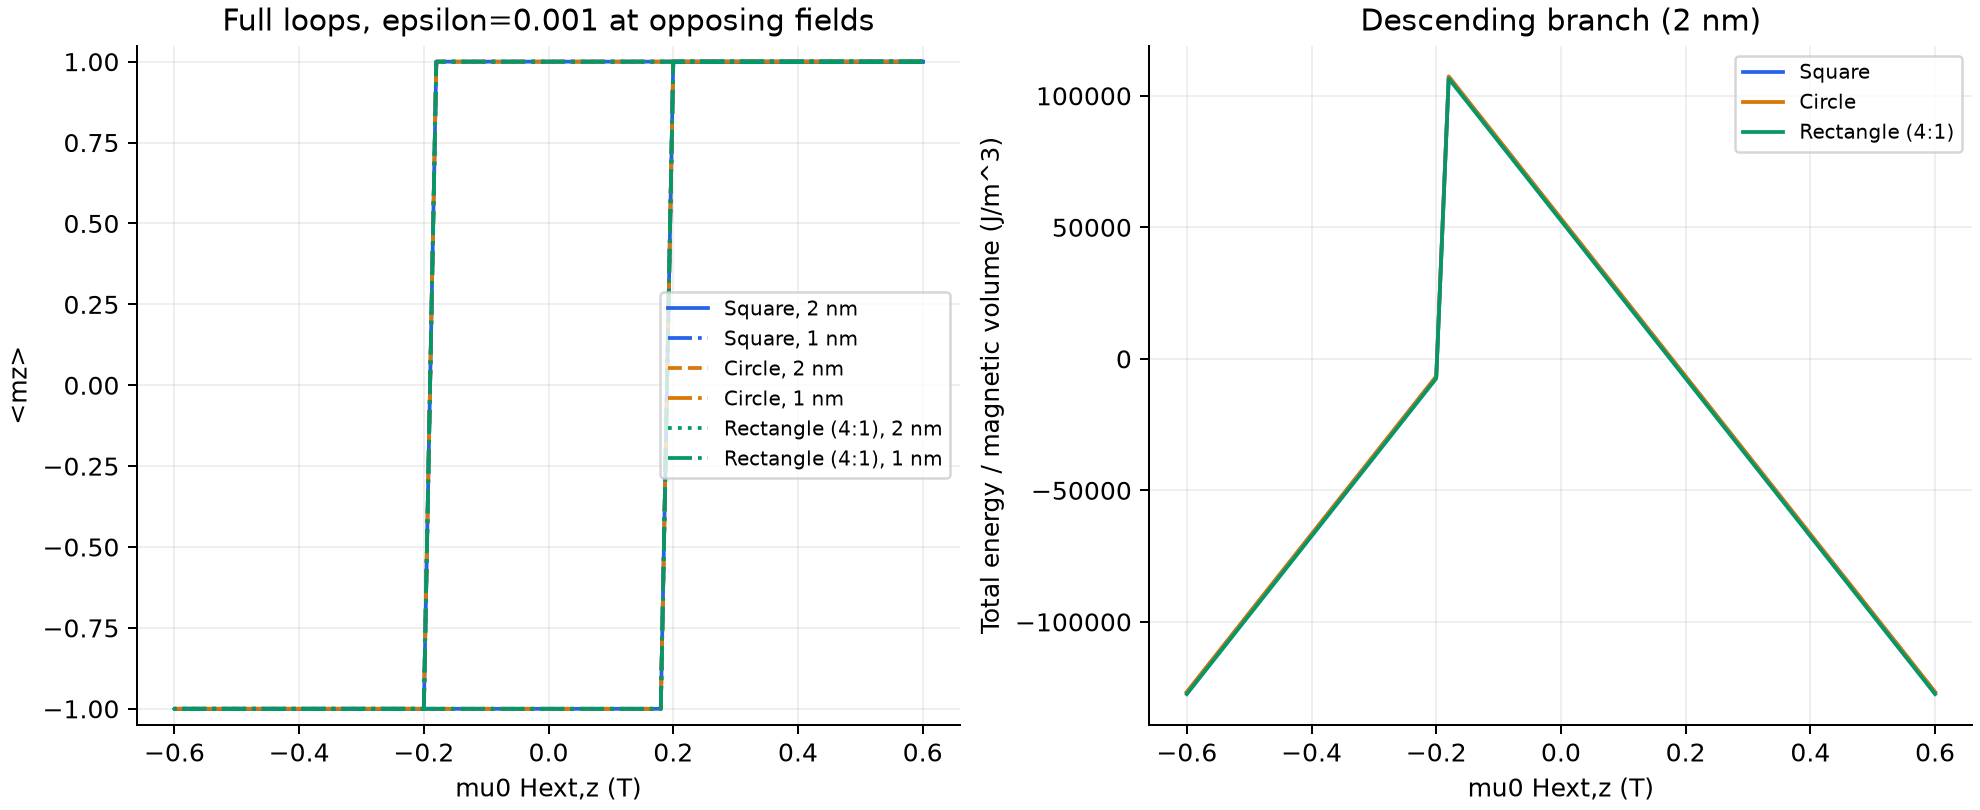 Full loops, epsilon=0.001 at opposing fields
<mz>
1.00
0.75
0.50
0.25
0.00
−0.25
−0.50
−0.75
−1.00
Square, 2 nm
Square, 1 nm
Circle, 2 nm
Circle, 1 nm
Rectangle (4:1), 2 nm
Rectangle (4:1), 1 nm
−0.6 −0.4 −0.2 0.0 0.2 0.4 0.6
mu0 Hext,z (T)
Descending branch (2 nm)
Total energy / magnetic volume (J/m^3)
100000
50000
0
−50000
−100000
Square
Circle
Rectangle (4:1)
−0.6 −0.4 −0.2 0.0 0.2 0.4 0.6
mu0 Hext,z (T)